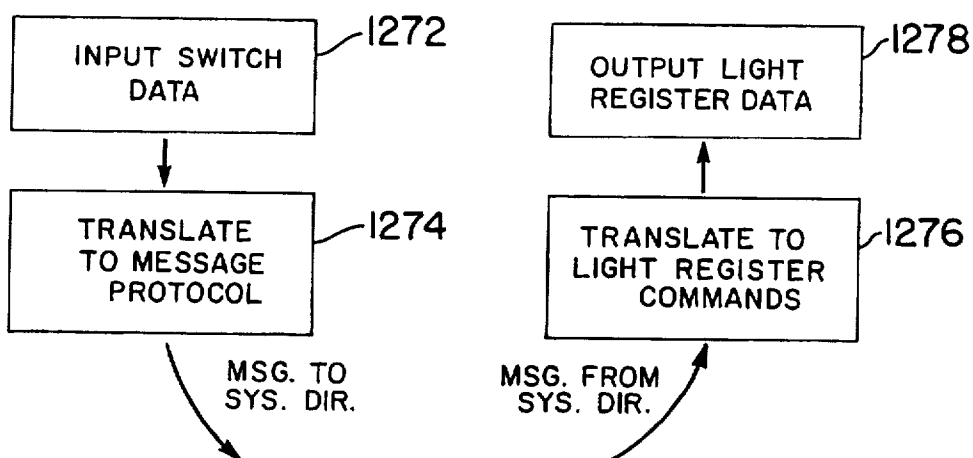 INPUT SWITCH
DATA
1272
TRANSLATE
TO MESSAGE
PROTOCOL
1274
MSG. TO
SYS. DIR.
OUTPUT LIGHT
REGISTER DATA
1278
TRANSLATE TO
LIGHT REGISTER
COMMANDS
1276
MSG. FROM
SYS. DIR.